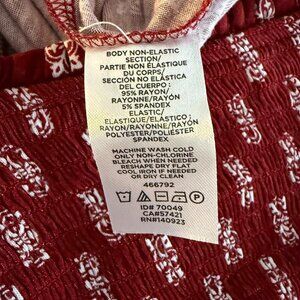 BODY NON-ELASTIC
SECTION/
PARTIE NON ÉLASTIQUE
DU CORPS/
SECCIÓN NO ELÁSTICA
DEL CUERPO :
95% RAYON/
RAYONNE/RAYÓN
5% SPANDEX
ELASTIC/
ELASTIQUE/ELÁSTICO :
RAYON/RAYONNE/RAYÓN
POLYESTER/POLIÉSTER
SPANDEX
MACHINE WASH COLD
ONLY NON-CHLORINE
BLEACH WHEN NEEDED
RESHAPE DRY FLAT
COOL IRON IF NEEDED
OR DRY CLEAN
466792
ID# 70049
CA#57421
RN#140923